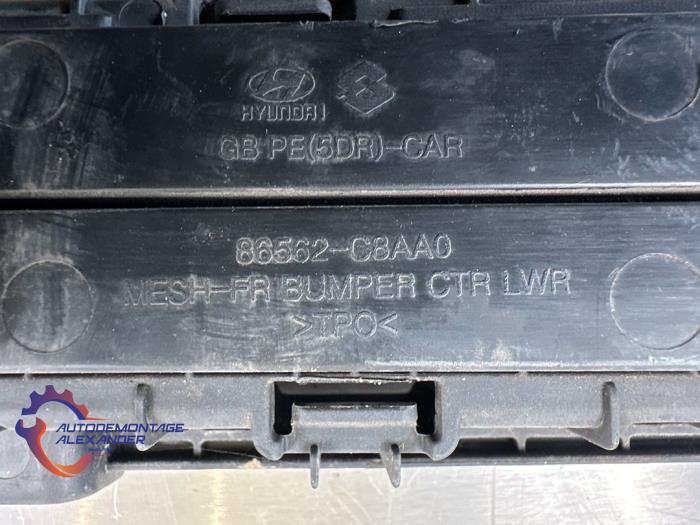 HYUNDAI
GB PE(5DR)-CAR
86562-C8AA0
MESH-FR BUMPER CTR LWR
>TPO<
AUTODEMONTAGE
ALEXANDER